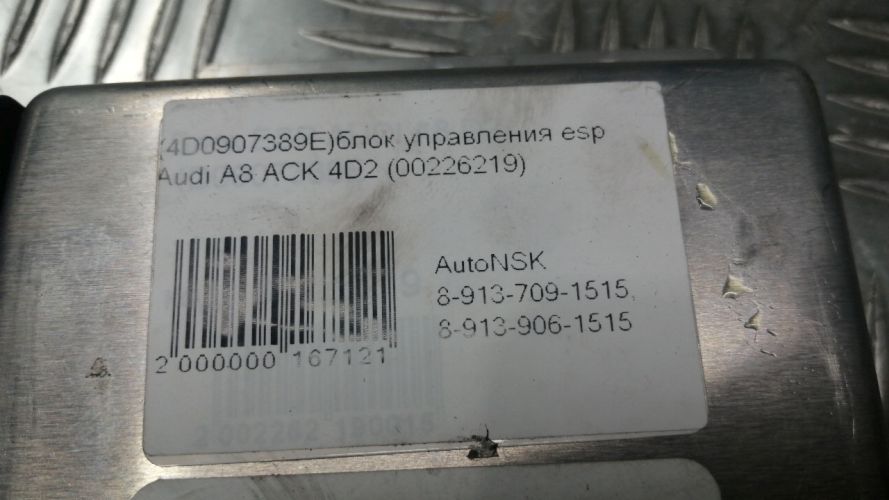 (4D0907389E)блок управления esp
Audi A8 ACK 4D2 (00226219)
AutoNSK
8-913-709-1515,
8-913-906-1515
2 000000 167121